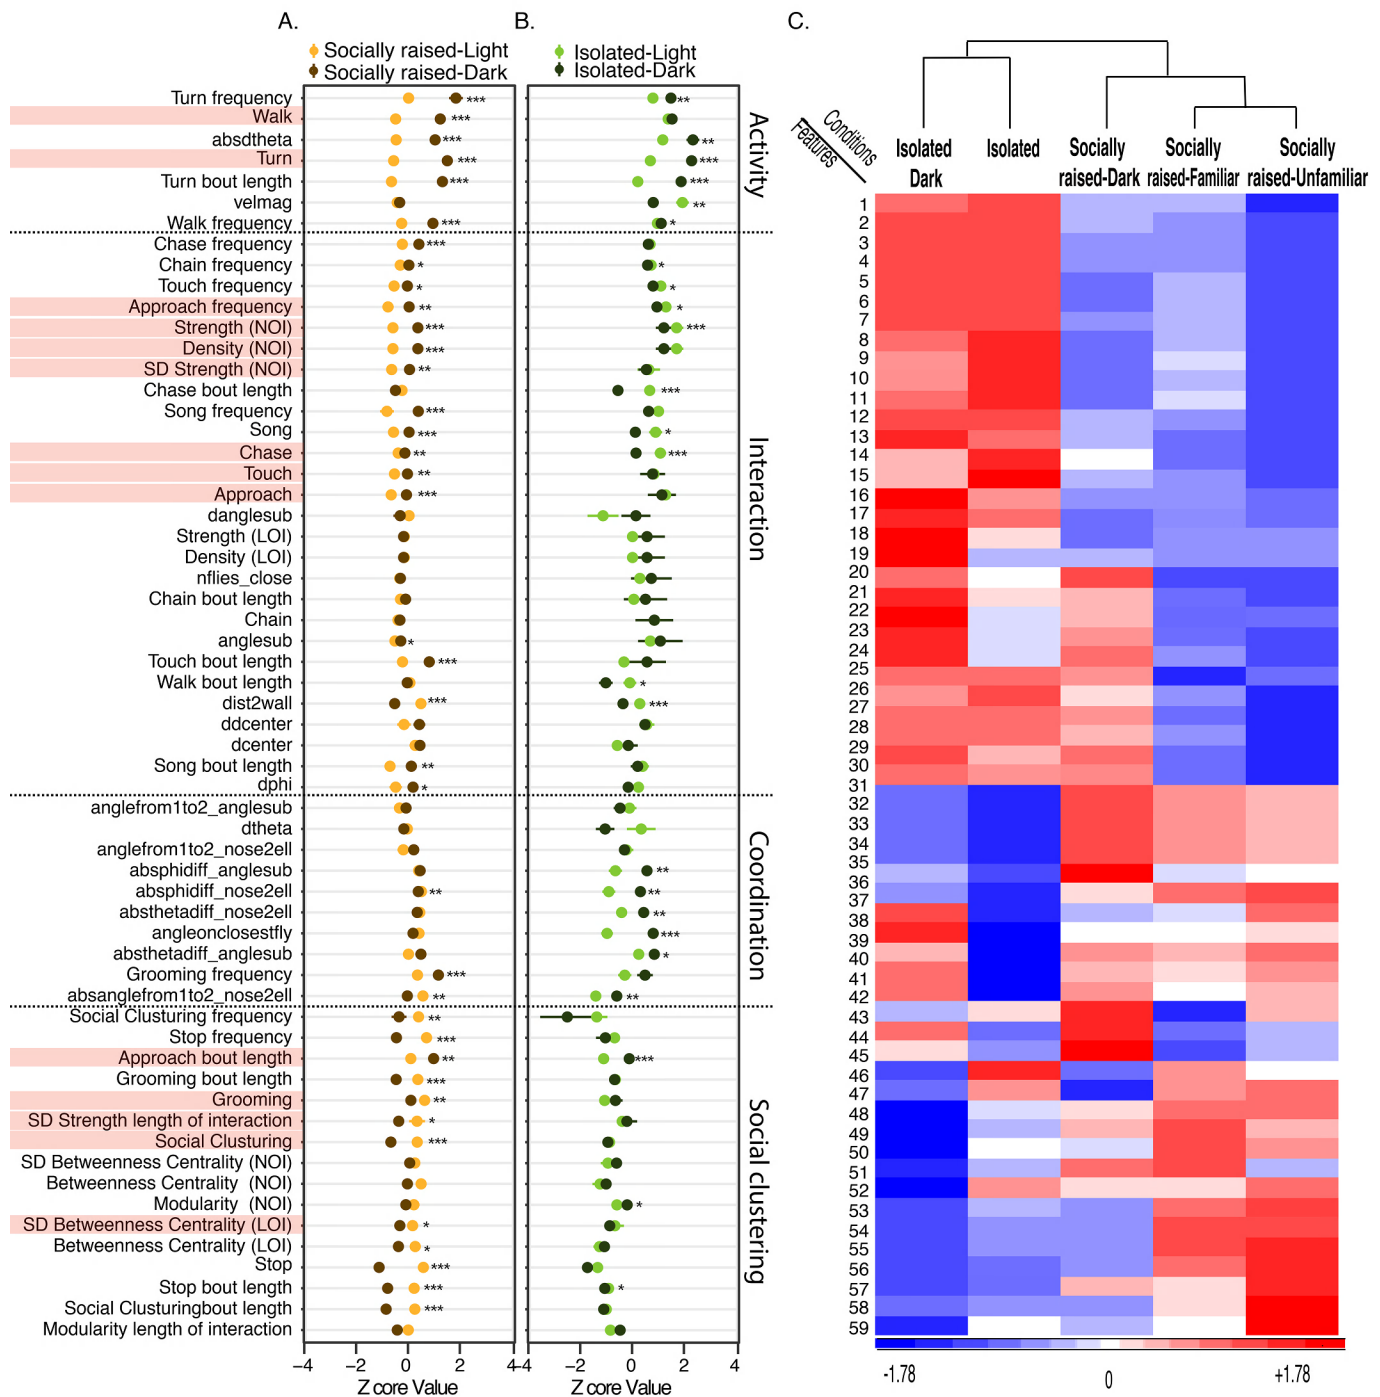 A.
B.
C.
Socially raised-Light
Socially raised-Dark
Isolated-Light
Isolated-Dark
Turn frequency *** **
Walk ***
absdtheta *** **
Turn *** ***
Turn bout length *** ***
velmag **
Walk frequency *** *
Chase frequency ***
Chain frequency * *
Touch frequency * *
Approach frequency ** *
Strength (NOI) *** ***
Density (NOI) ***
SD Strength (NOI) **
Chase bout length ***
Song frequency ***
Song *** *
Chase ** ***
Touch **
Approach ***
danglesub
Strength (LOI)
Density (LOI)
nflies_close
Chain bout length
Chain
anglesub *
Touch bout length ***
Walk bout length *
dist2wall *** ***
ddcenter
dcenter
Song bout length **
dphi *
anglefrom1to2_anglesub
dtheta
anglefrom1to2_nose2ell
absphidiff_anglesub **
absphidiff_nose2ell ** **
absthetadiff_nose2ell **
angleonclosestfly ***
absthetadiff_anglesub *
Grooming frequency ***
absanglefrom1to2_nose2ell ** **
Social Clusturing frequency **
Stop frequency ***
Approach bout length ** ***
Grooming bout length ***
Grooming **
SD Strength length of interaction *
Social Clusturing ***
SD Betweenness Centrality (NOI)
Betweenness Centrality (NOI)
Modularity (NOI) *
SD Betweenness Centrality (LOI) *
Betweenness Centrality (LOI) *
Stop ***
Stop bout length *** *
Social Clusturingbout length ***
Modularity length of interaction
Activity
Interaction
Coordination
Social clustering
−4 −2 0 2 4
−4 −2 0 2 4
Z core Value
Z core Value
Conditions
Features
Isolated
Dark
Isolated
Socially
raised-Dark
Socially
raised-Familiar
Socially
raised-Unfamiliar
1
2
3
4
5
6
7
8
9
10
11
12
13
14
15
16
17
18
19
20
21
22
23
24
25
26
27
28
29
30
31
32
33
34
35
36
37
38
39
40
41
42
43
44
45
46
47
48
49
50
51
52
53
54
55
56
57
58
59
-1.78 0 +1.78